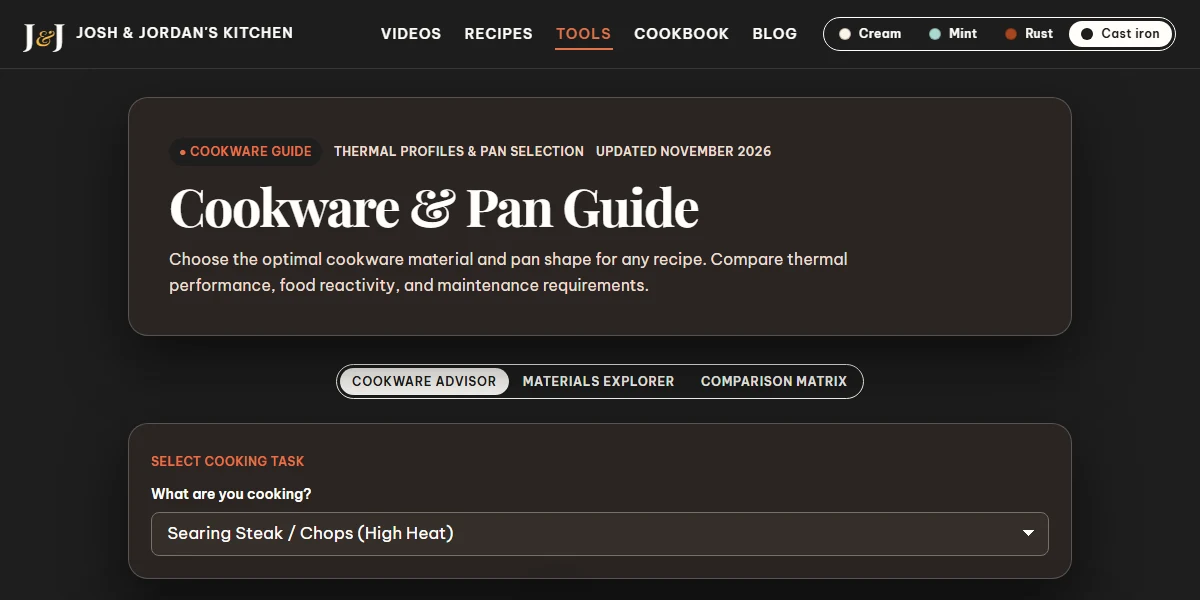 J&J JOSH & JORDAN'S KITCHEN
VIDEOS RECIPES TOOLS COOKBOOK BLOG
Cream Mint Rust Cast iron
• COOKWARE GUIDE THERMAL PROFILES & PAN SELECTION UPDATED NOVEMBER 2026
Cookware & Pan Guide
Choose the optimal cookware material and pan shape for any recipe. Compare thermal
performance, food reactivity, and maintenance requirements.
COOKWARE ADVISOR MATERIALS EXPLORER COMPARISON MATRIX
SELECT COOKING TASK
What are you cooking?
Searing Steak / Chops (High Heat)